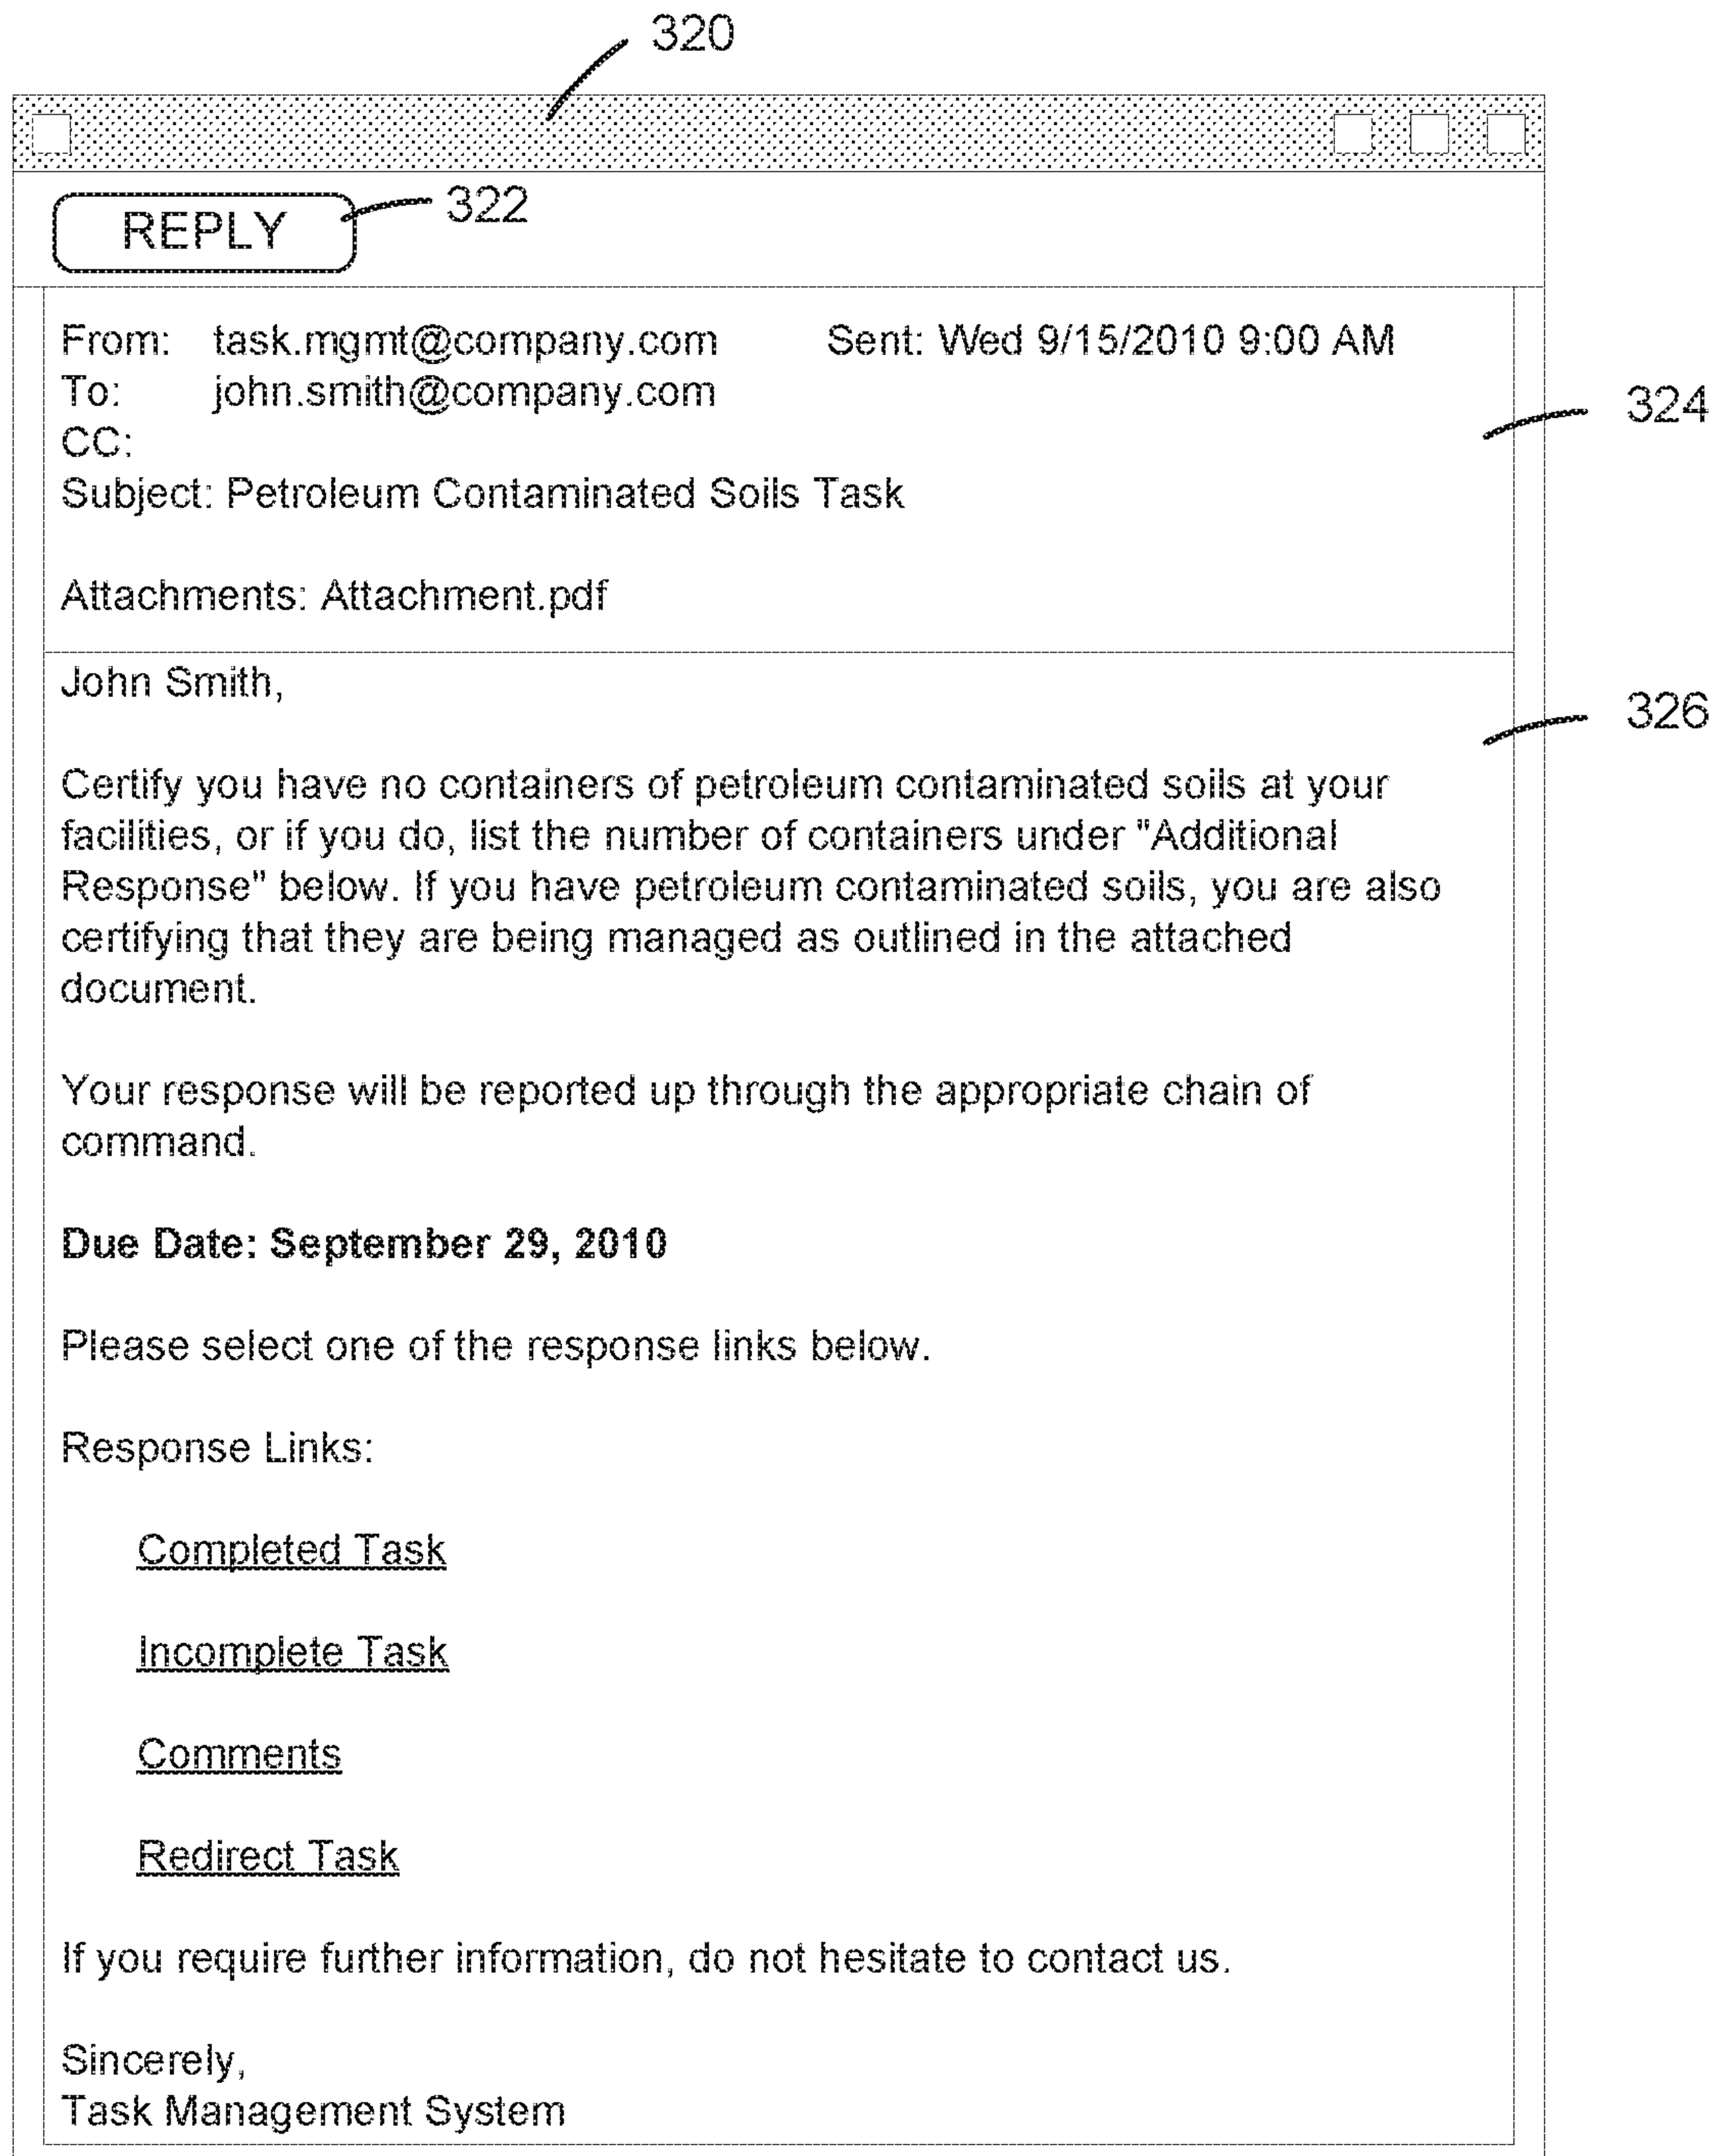 320
REPLY
322
From: task.mgmt@company.com Sent: Wed 9/15/2010 9:00 AM
To: john.smith@company.com
324
CC:
Subject: Petroleum Contaminated Soils Task
Attachments: Attachment.pdf
John Smith,
326
Certify you have no containers of petroleum contaminated soils at your
facilities, or if you do, list the number of containers under "Additional
Response" below. If you have petroleum contaminated soils, you are also
certifying that they are being managed as outlined in the attached
document.
Your response will be reported up through the appropriate chain of
command.
Due Date: September 29, 2010
Please select one of the response links below.
Response Links:
Completed Task
Incomplete Task
Comments
Redirect Task
If you require further information, do not hesitate to contact us.
Sincerely,
Task Management System